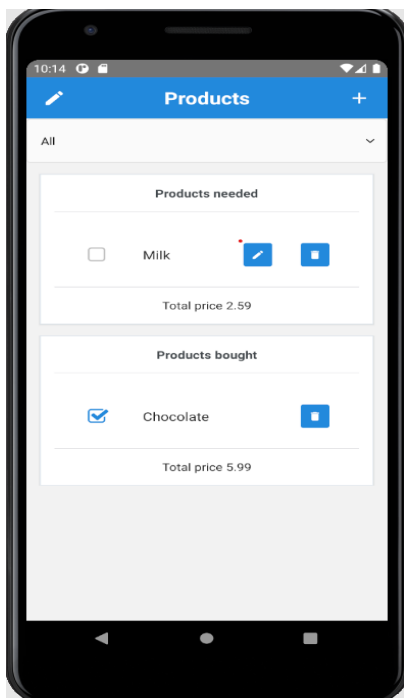 10:14
Products
All
Products needed
Milk
Total price 2.59
Products bought
Chocolate
Total price 5.99